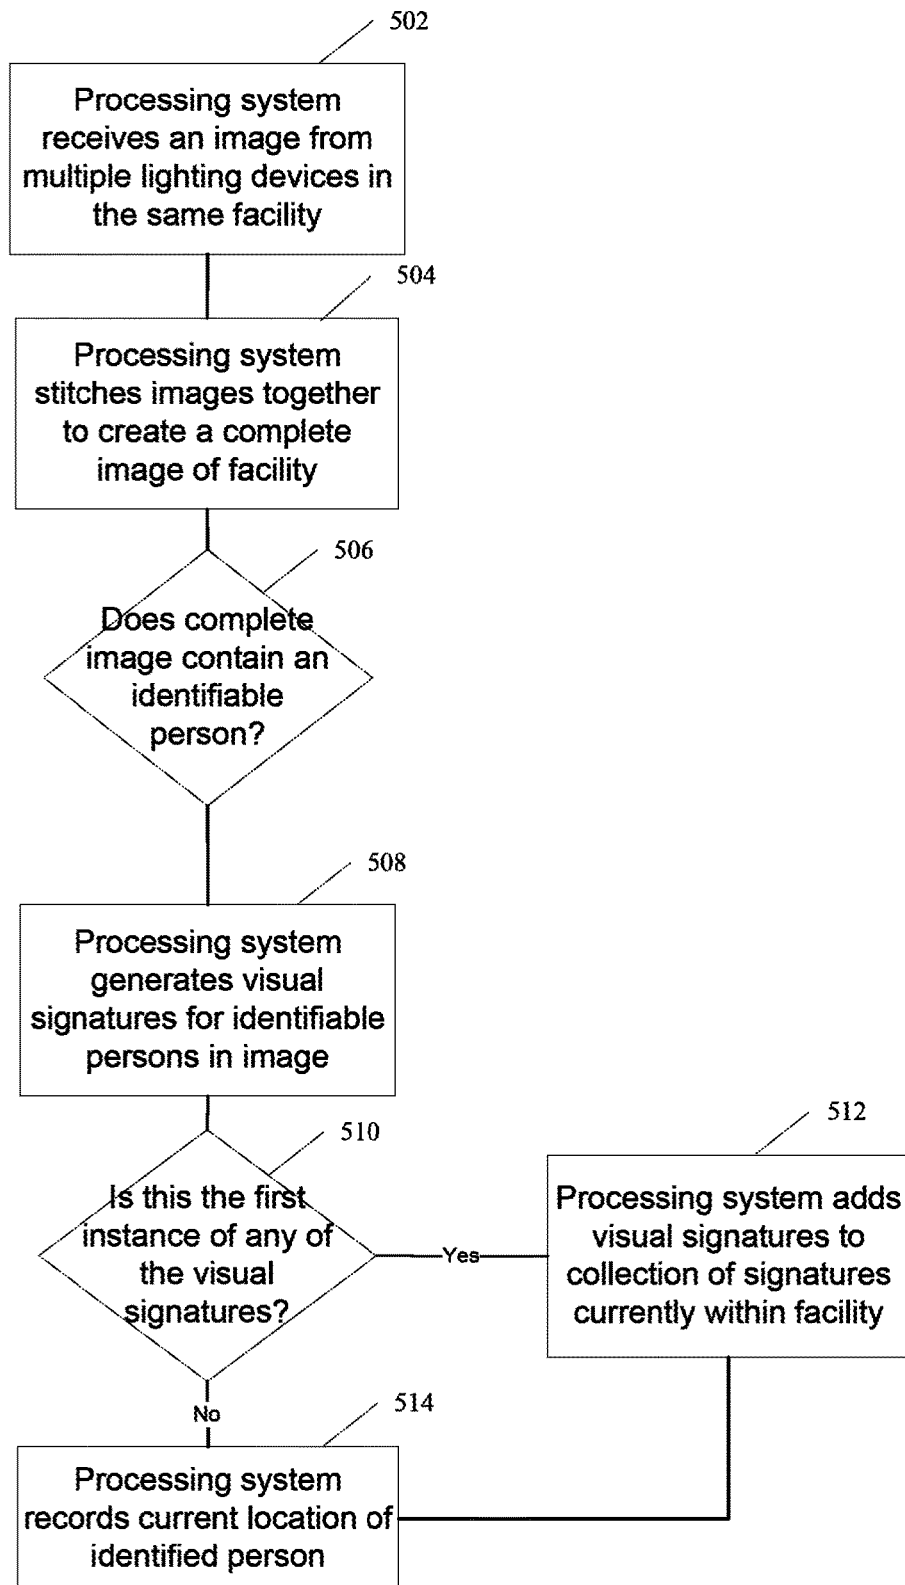 502
Processing system
receives an image from
multiple lighting devices in
the same facility
504
Processing system
stitches images together
to create a complete
image of facility
506
Does complete
image contain an
identifiable
person?
508
Processing system
generates visual
signatures for identifiable
persons in image
510
Is this the first
instance of any of
the visual
signatures?
Yes
512
Processing system adds
visual signatures to
collection of signatures
currently within facility
No
514
Processing system
records current location of
identified person